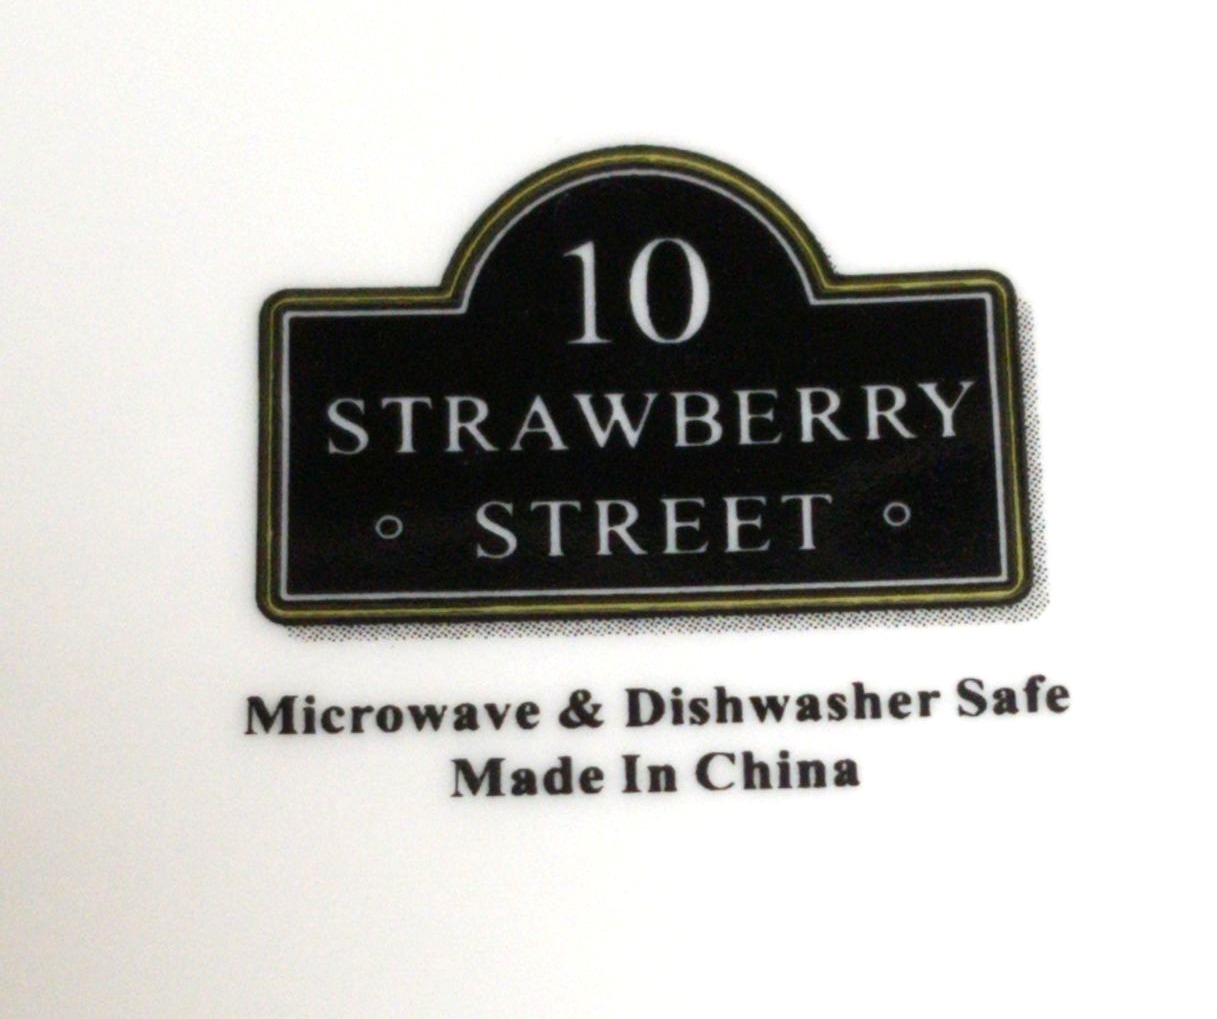 10
STRAWBERRY
STREET
Microwave & Dishwasher Safe
Made In China